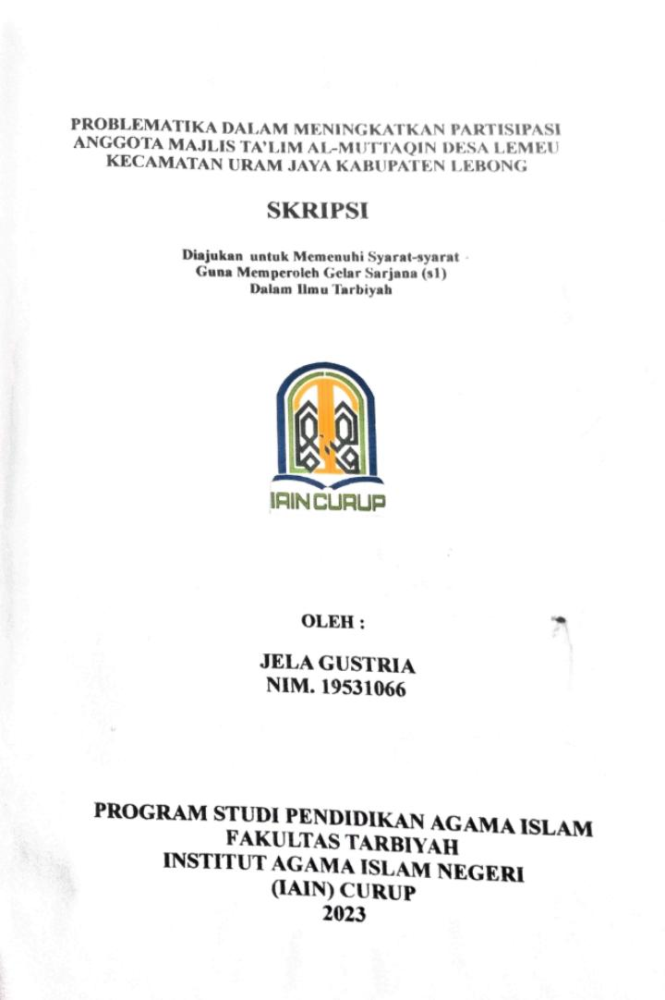 PROBLEMATIKA DALAM MENINGKATKAN PARTISIPASI
ANGGOTA MAJLIS TA'LIM AL-MUTTAQIN DESA LEMEU
KECAMATAN URAM JAYA KABUPATEN LEBONG
SKRIPSI
Diajukan untuk Memenuhi Syarat-syarat
Guna Memperoleh Gelar Sarjana (s1)
Dalam Ilmu Tarbiyah
IAIN CURUP
OLEH :
JELA GUSTRIA
NIM. 19531066
PROGRAM STUDI PENDIDIKAN AGAMA ISLAM
FAKULTAS TARBIYAH
INSTITUT AGAMA ISLAM NEGERI
(IAIN) CURUP
2023